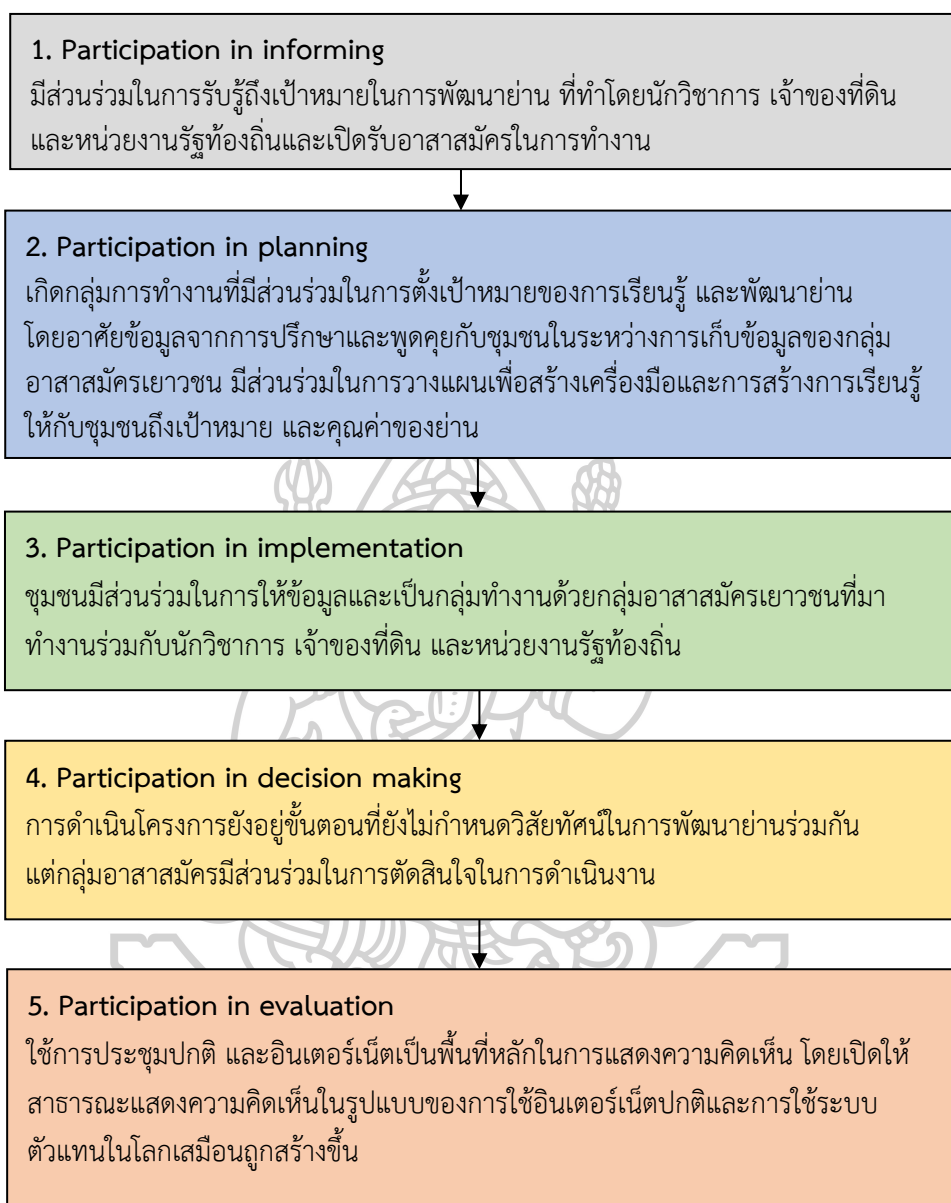 1. Participation in informing
มีส่วนร่วมในการรับรู้ถึงเป้าหมายในการพัฒนาย่าน ที่ทำโดยนักวิชาการ เจ้าของที่ดิน
และหน่วยงานรัฐท้องถิ่นและเปิดรับอาสาสมัครในการทำงาน
2. Participation in planning
เกิดกลุ่มการทำงานที่มีส่วนร่วมในการตั้งเป้าหมายของการเรียนรู้ และพัฒนาย่าน
โดยอาศัยข้อมูลจากการปรึกษาและพูดคุยกับชุมชนในระหว่างการเก็บข้อมูลของกลุ่ม
อาสาสมัครเยาวชน มีส่วนร่วมในการวางแผนเพื่อสร้างเครื่องมือและการสร้างการเรียนรู้
ให้กับชุมชนถึงเป้าหมาย และคุณค่าของย่าน
3. Participation in implementation
ชุมชนมีส่วนร่วมในการให้ข้อมูลและเป็นกลุ่มทำงานด้วยกลุ่มอาสาสมัครเยาวชนที่มา
ทำงานร่วมกับนักวิชาการ เจ้าของที่ดิน และหน่วยงานรัฐท้องถิ่น
4. Participation in decision making
การดำเนินโครงการยังอยู่ขั้นตอนที่ยังไม่กำหนดวิสัยทัศน์ในการพัฒนาย่านร่วมกัน
แต่กลุ่มอาสาสมัครมีส่วนร่วมในการตัดสินใจในการดำเนินงาน
5. Participation in evaluation
ใช้การประชุมปกติ และอินเตอร์เน็ตเป็นพื้นที่หลักในการแสดงความคิดเห็น โดยเปิดให้
สาธารณะแสดงความคิดเห็นในรูปแบบของการใช้อินเตอร์เน็ตปกติและการใช้ระบบ
ตัวแทนในโลกเสมือนถูกสร้างขึ้น